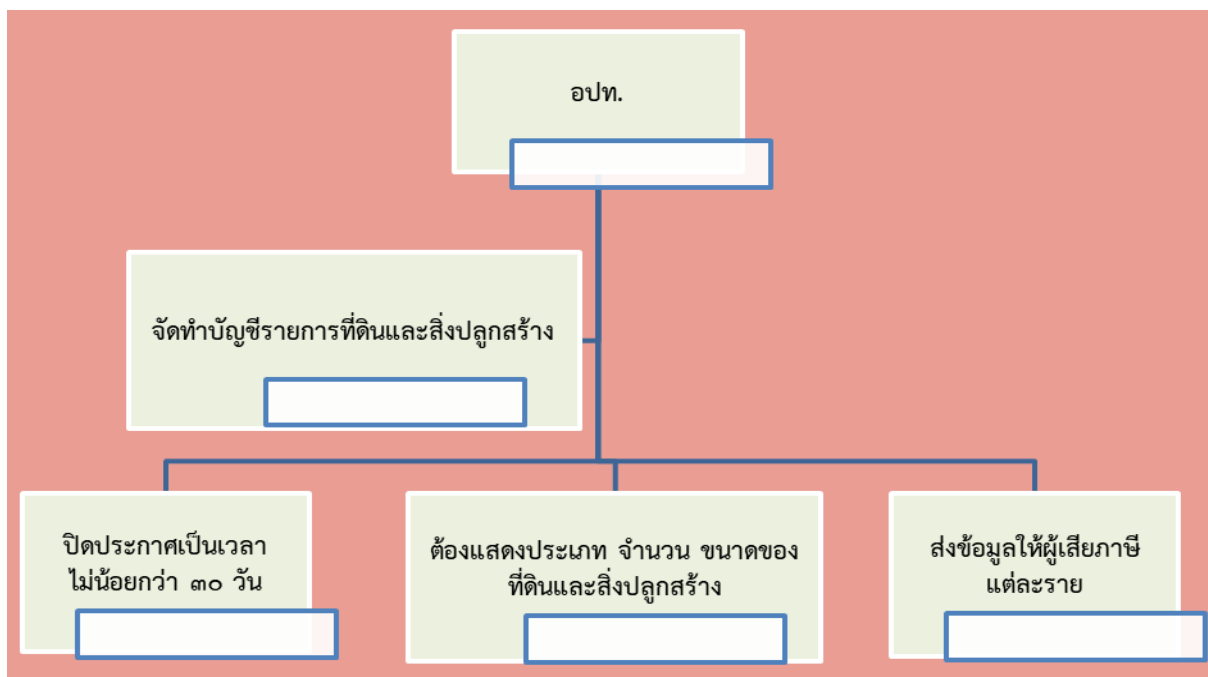 อปท.
จัดทำบัญชีรายการที่ดินและสิ่งปลูกสร้าง
ปิดประกาศเป็นเวลา
ไม่น้อยกว่า ๓๐ วัน
ต้องแสดงประเภท จำนวน ขนาดของ
ที่ดินและสิ่งปลูกสร้าง
ส่งข้อมูลให้ผู้เสียภาษี
แต่ละราย